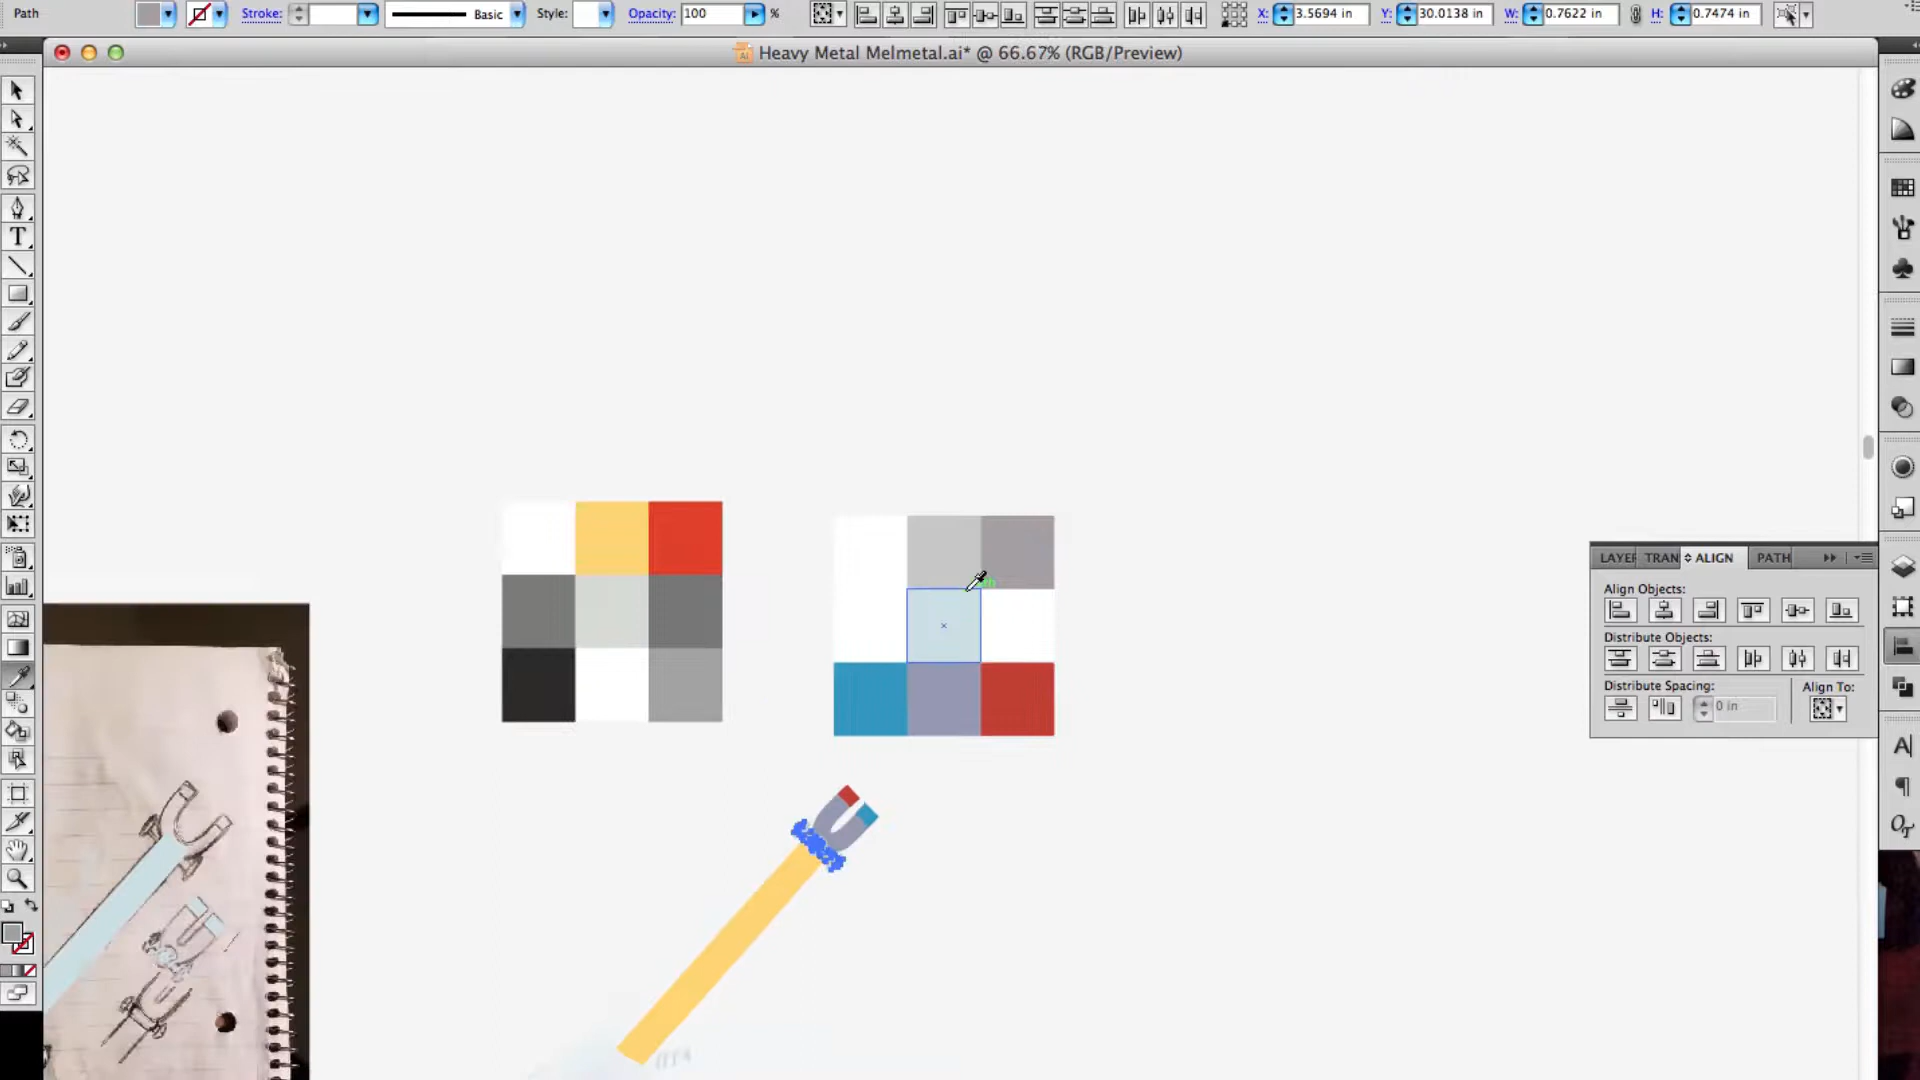 Path Stroke: Basic Style: Opacity: 100 % X: 3.5694 in Y: 30.0138 in W: 0.7622 in H: 0.7474 in
Heavy Metal Melmetal.ai* @ 66.67% (RGB/Preview)
LAYER TRAN ALIGN PATH
Align Objects:
Distribute Objects:
Distribute Spacing: Align To:
0 in